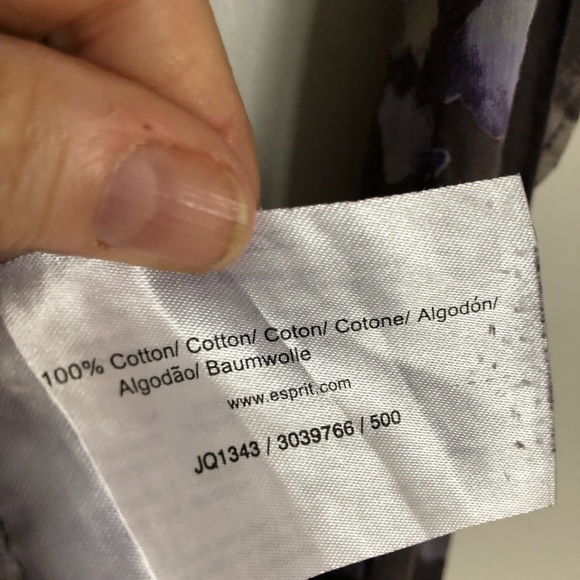 100% Cotton/ Cotton/ Coton/ Cotone/ Algodón/
Algodão/ Baumwolle
www.esprit.com
JQ1343 / 3039766 / 500